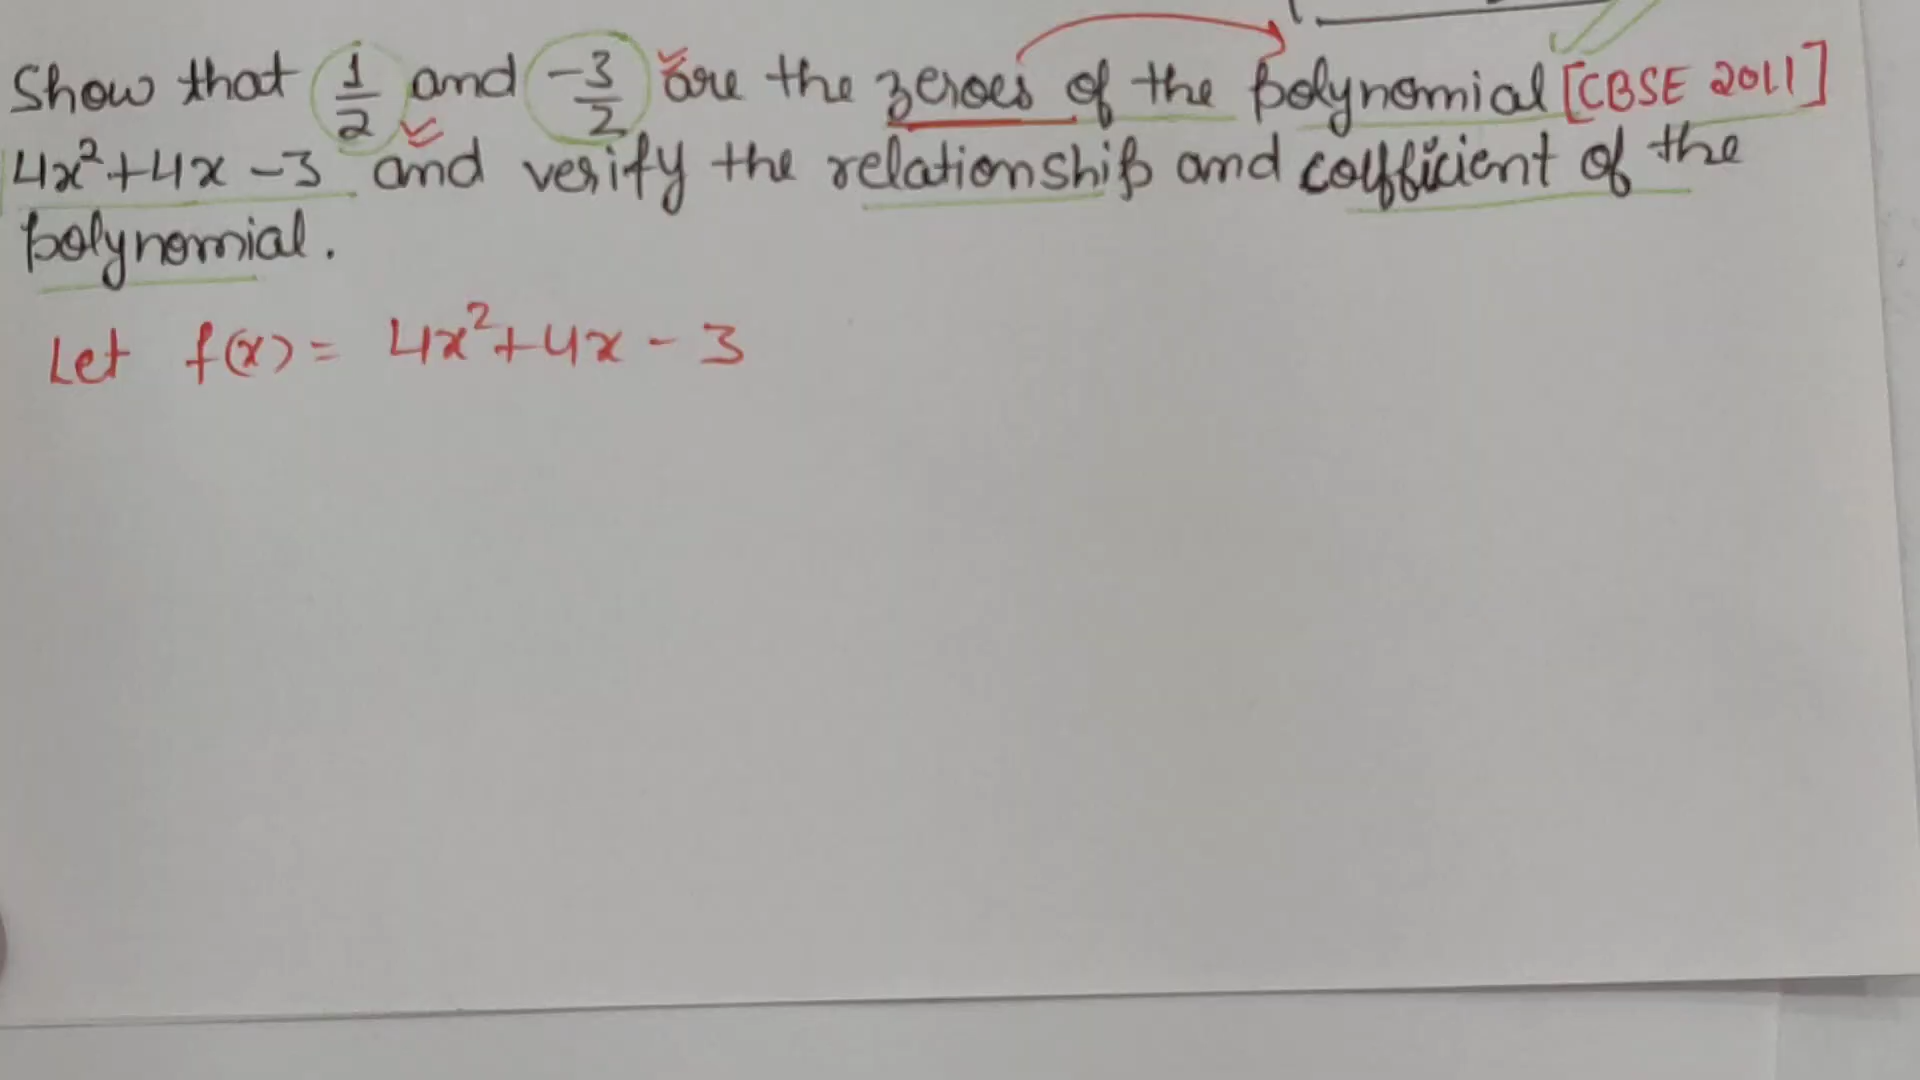 Show that 1/2 and -3/2 are the zeroes of the polynomial [CBSE 2011]
4x²+4x-3 and verify the relationship and coefficient of the
polynomial.
Let f(x) = 4x²+4x-3